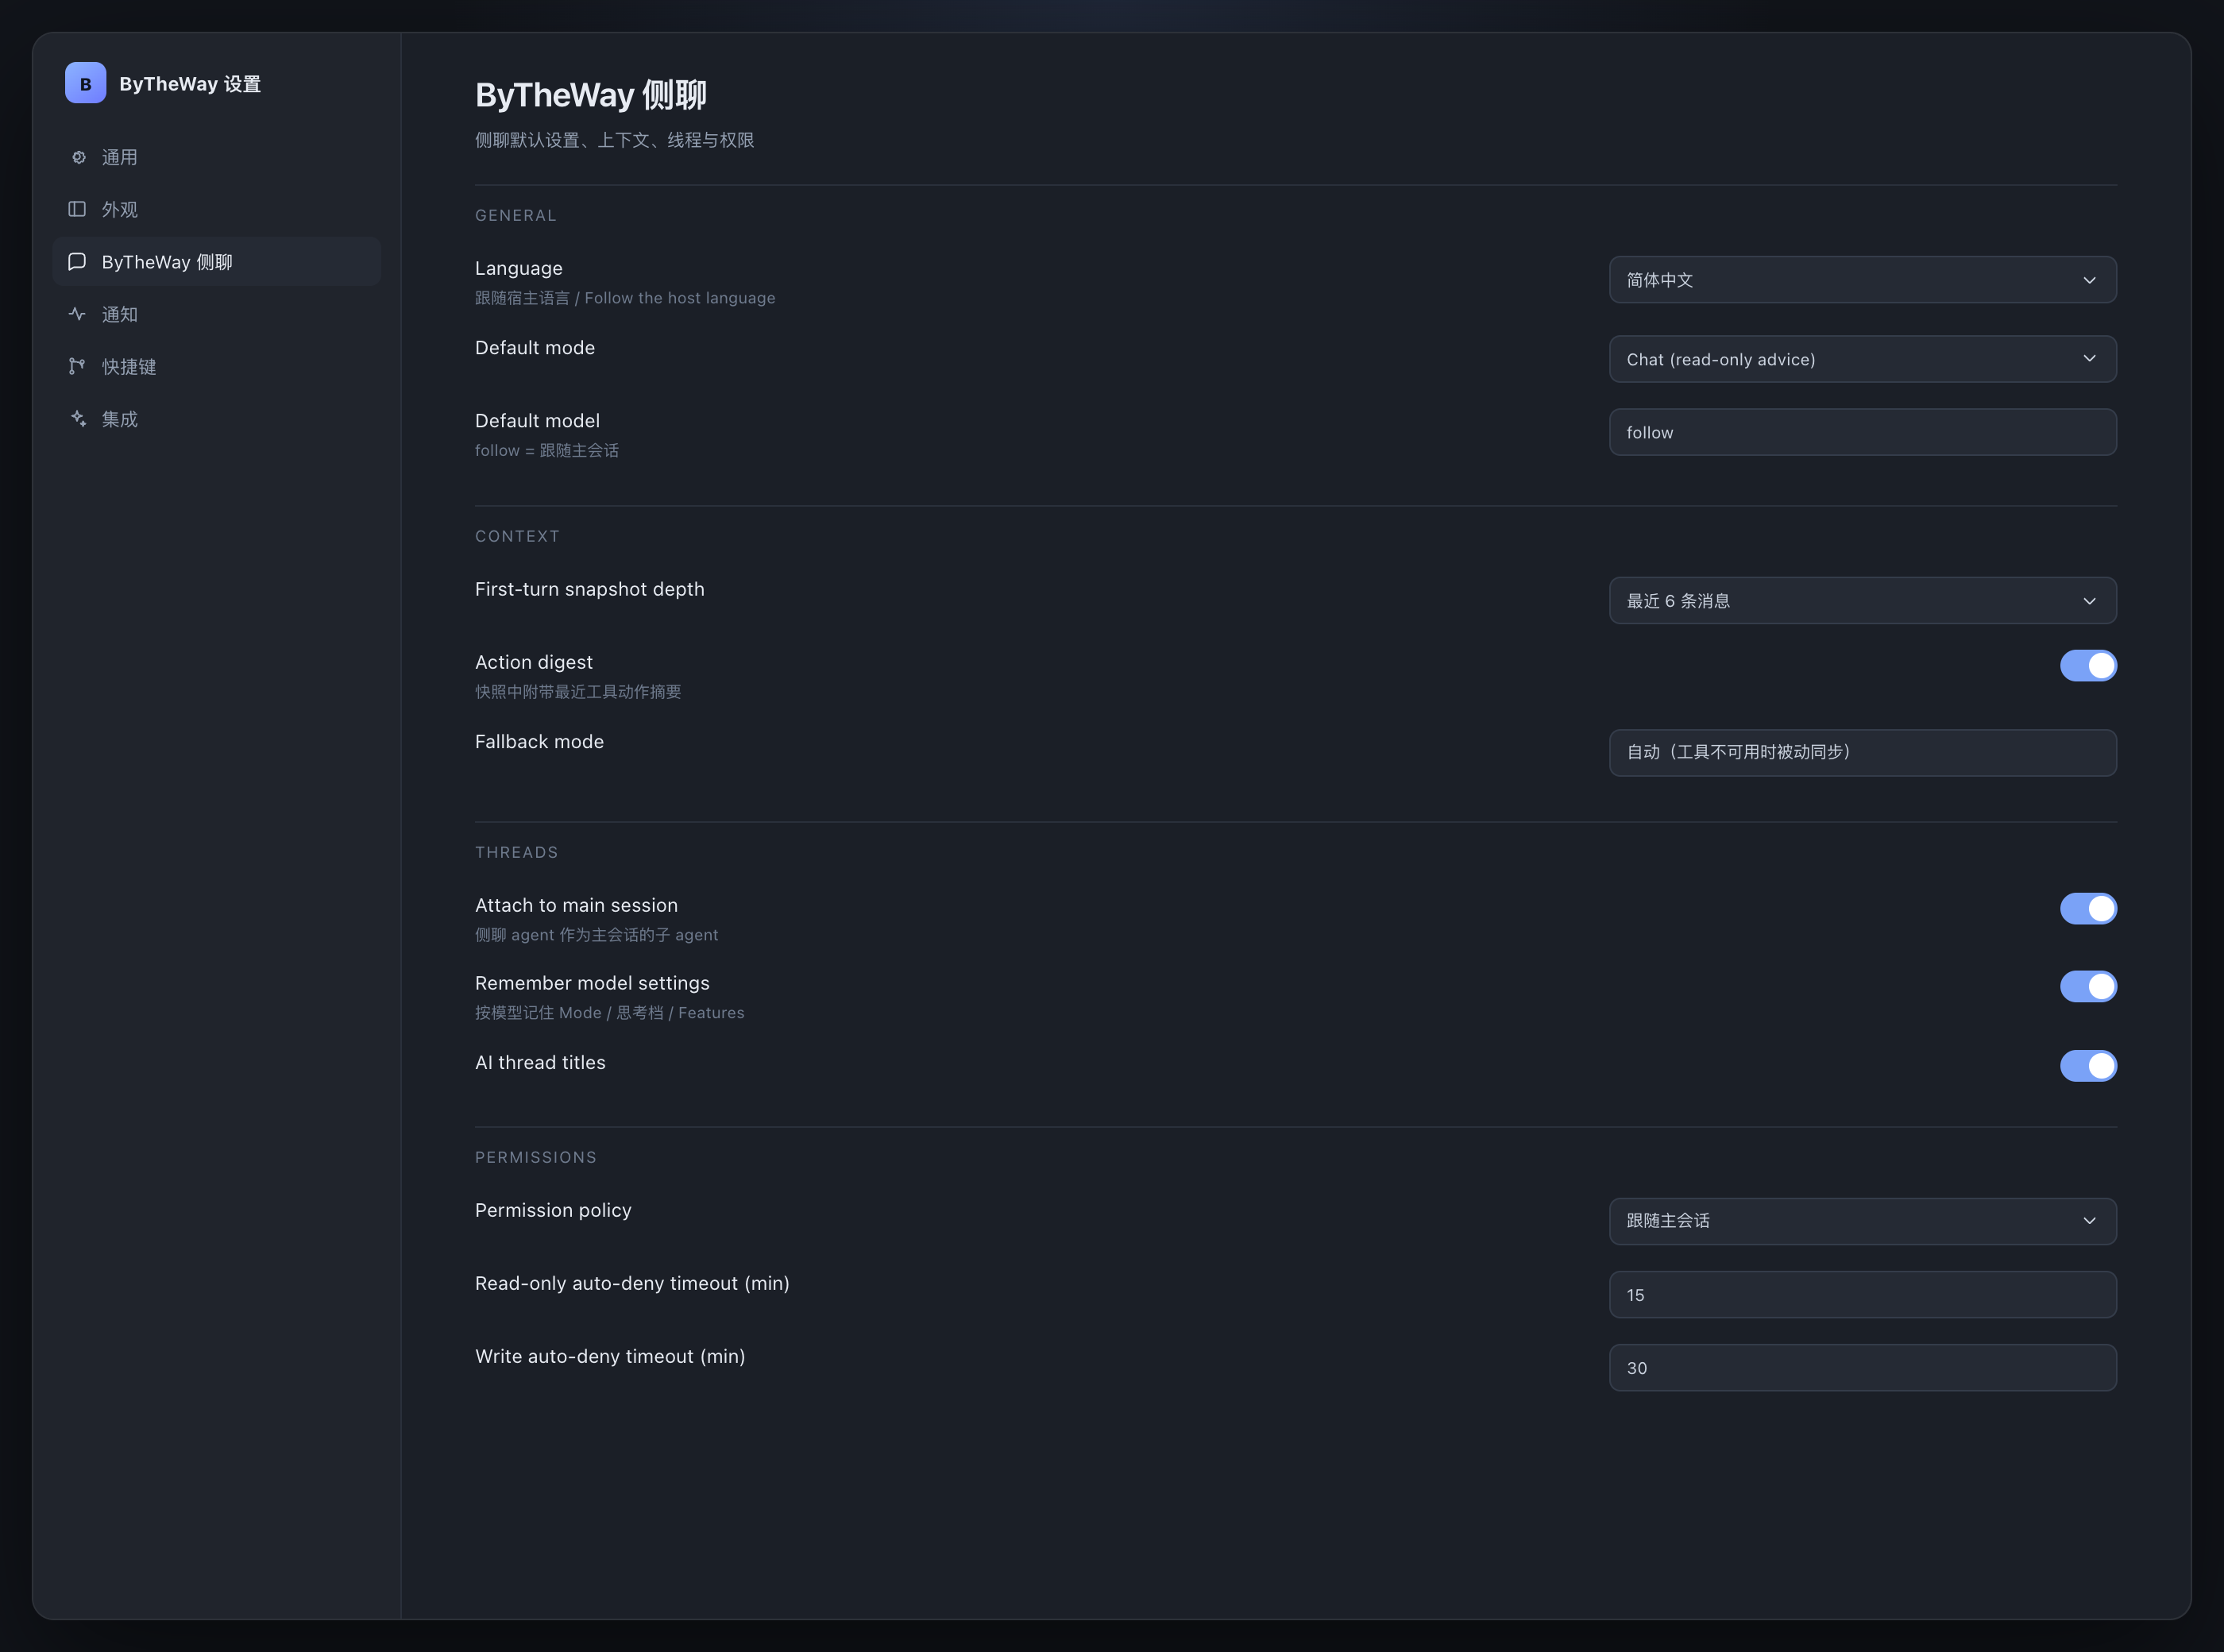 B
ByTheWay 设置
通用
外观
ByTheWay 侧聊
通知
快捷键
集成
ByTheWay 侧聊
侧聊默认设置、上下文、线程与权限
GENERAL
Language
简体中文
跟随宿主语言 / Follow the host language
Default mode
Chat (read-only advice)
Default model
follow
follow = 跟随主会话
CONTEXT
First-turn snapshot depth
最近 6 条消息
Action digest
快照中附带最近工具动作摘要
Fallback mode
自动（工具不可用时被动同步）
THREADS
Attach to main session
侧聊 agent 作为主会话的子 agent
Remember model settings
按模型记住 Mode / 思考档 / Features
AI thread titles
PERMISSIONS
Permission policy
跟随主会话
Read-only auto-deny timeout (min)
15
Write auto-deny timeout (min)
30